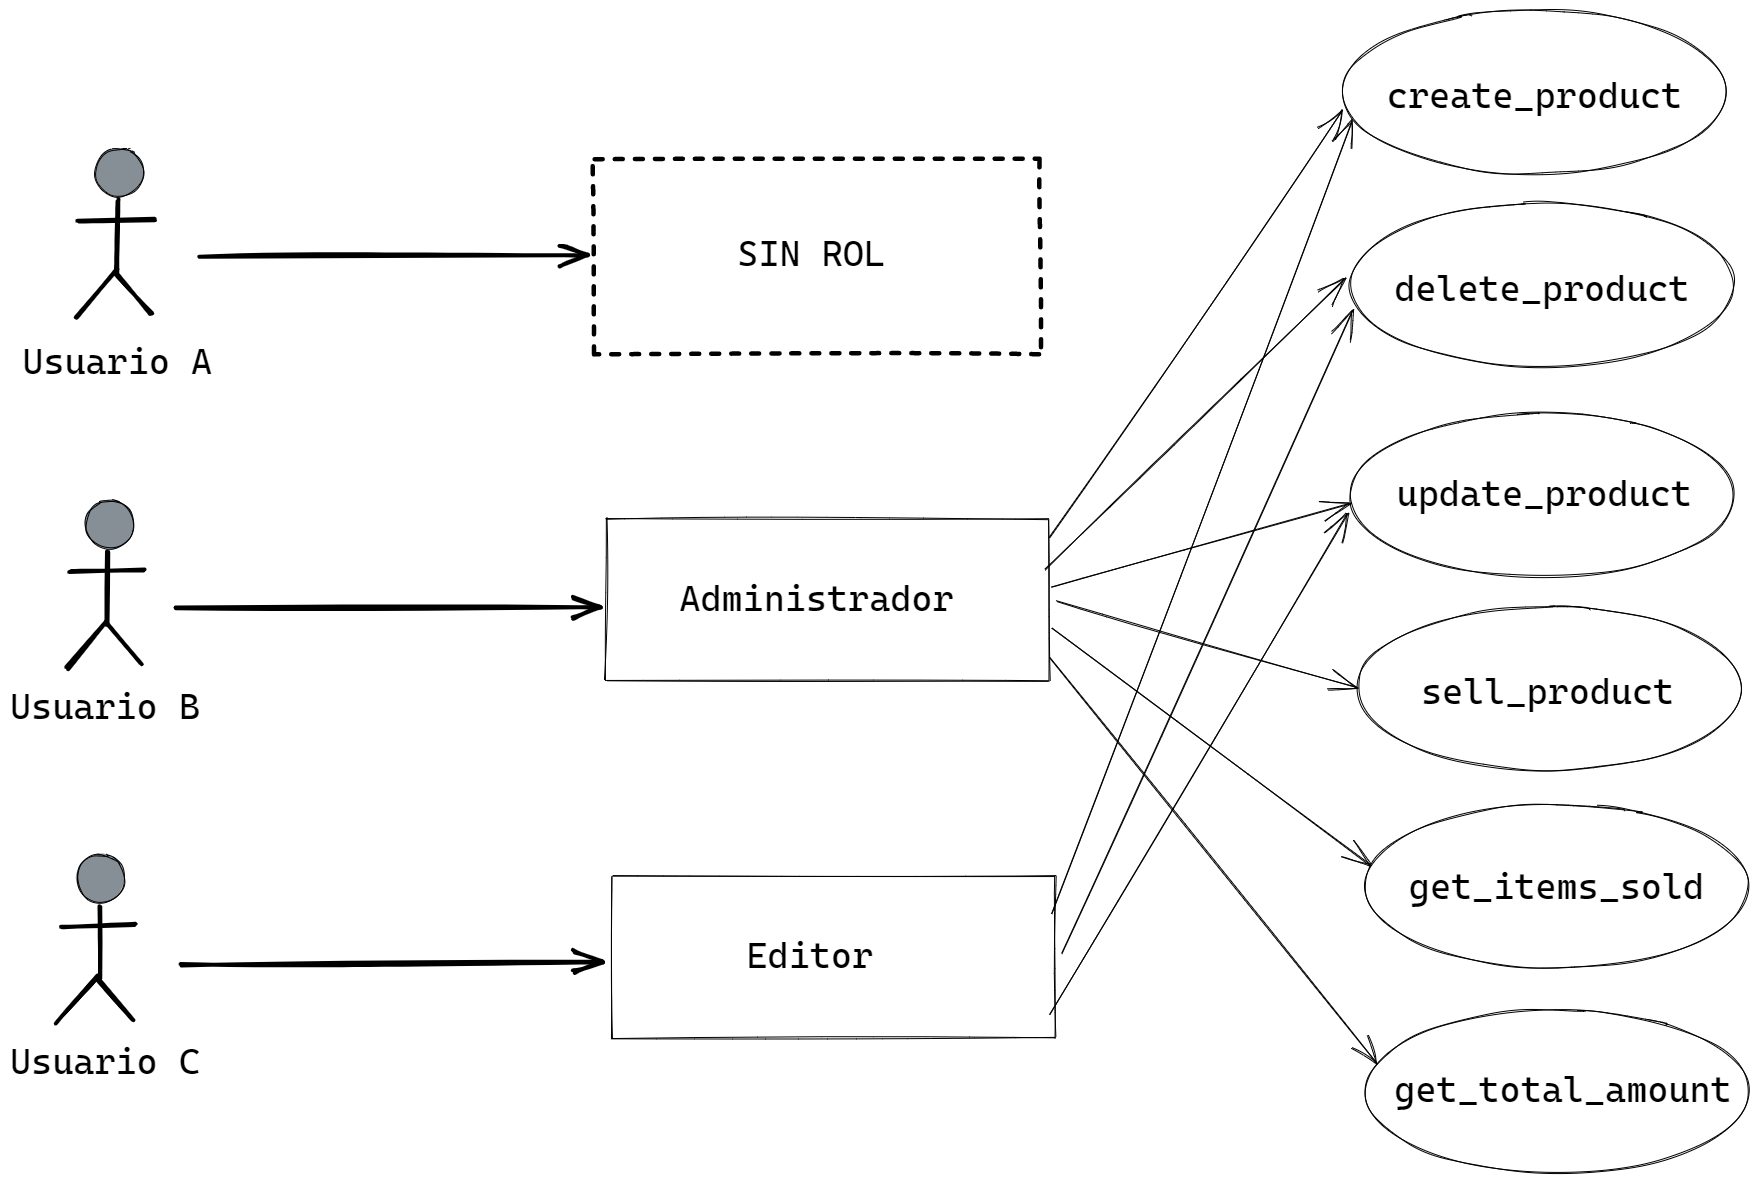 create_product
delete_product
SIN ROL
Usuario A
update_product
Administrador
sell_product
Usuario B
get_items_sold
Editor
Usuario C
get_total_amount